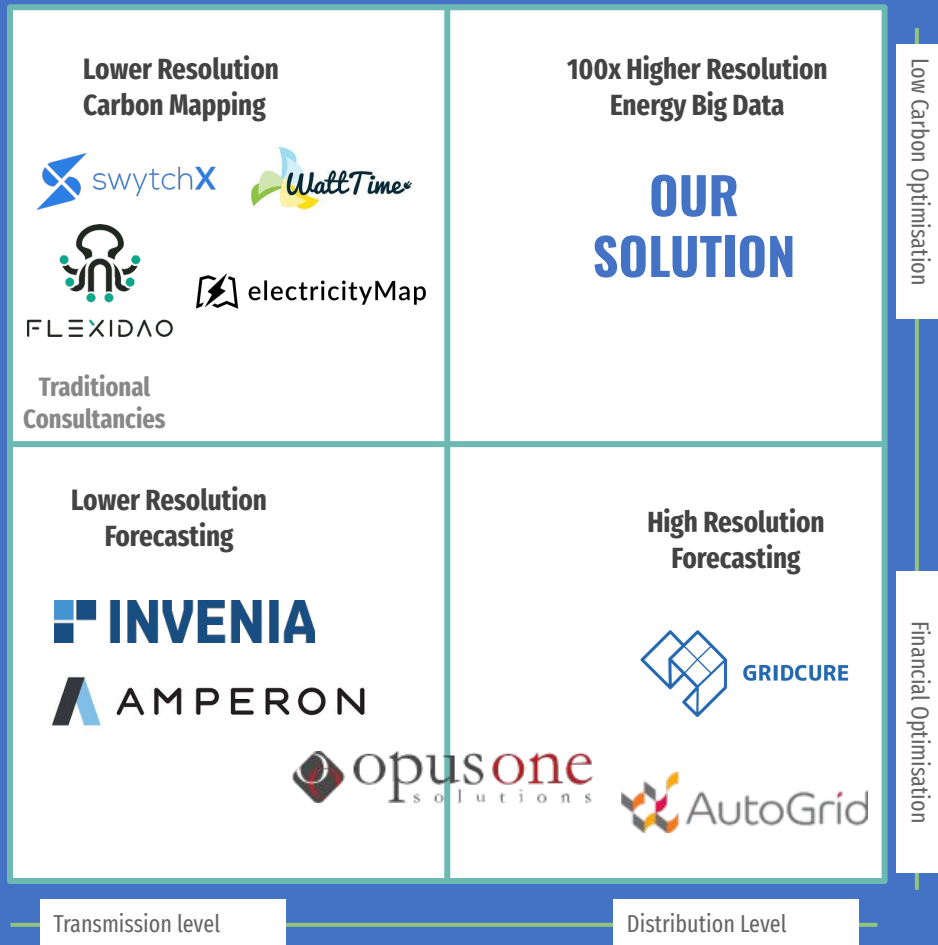 Lower Resolution
Carbon Mapping
swytchX
WattTime
FLEXIDAO
electricityMap
Traditional
Consultancies
100x Higher Resolution
Energy Big Data
OUR
SOLUTION
Low Carbon Optimisation
Lower Resolution
Forecasting
INVENIA
AMPERON
opusone
solutions
High Resolution
Forecasting
GRIDCURE
AutoGrid
Financial Optimisation
Transmission level
Distribution Level